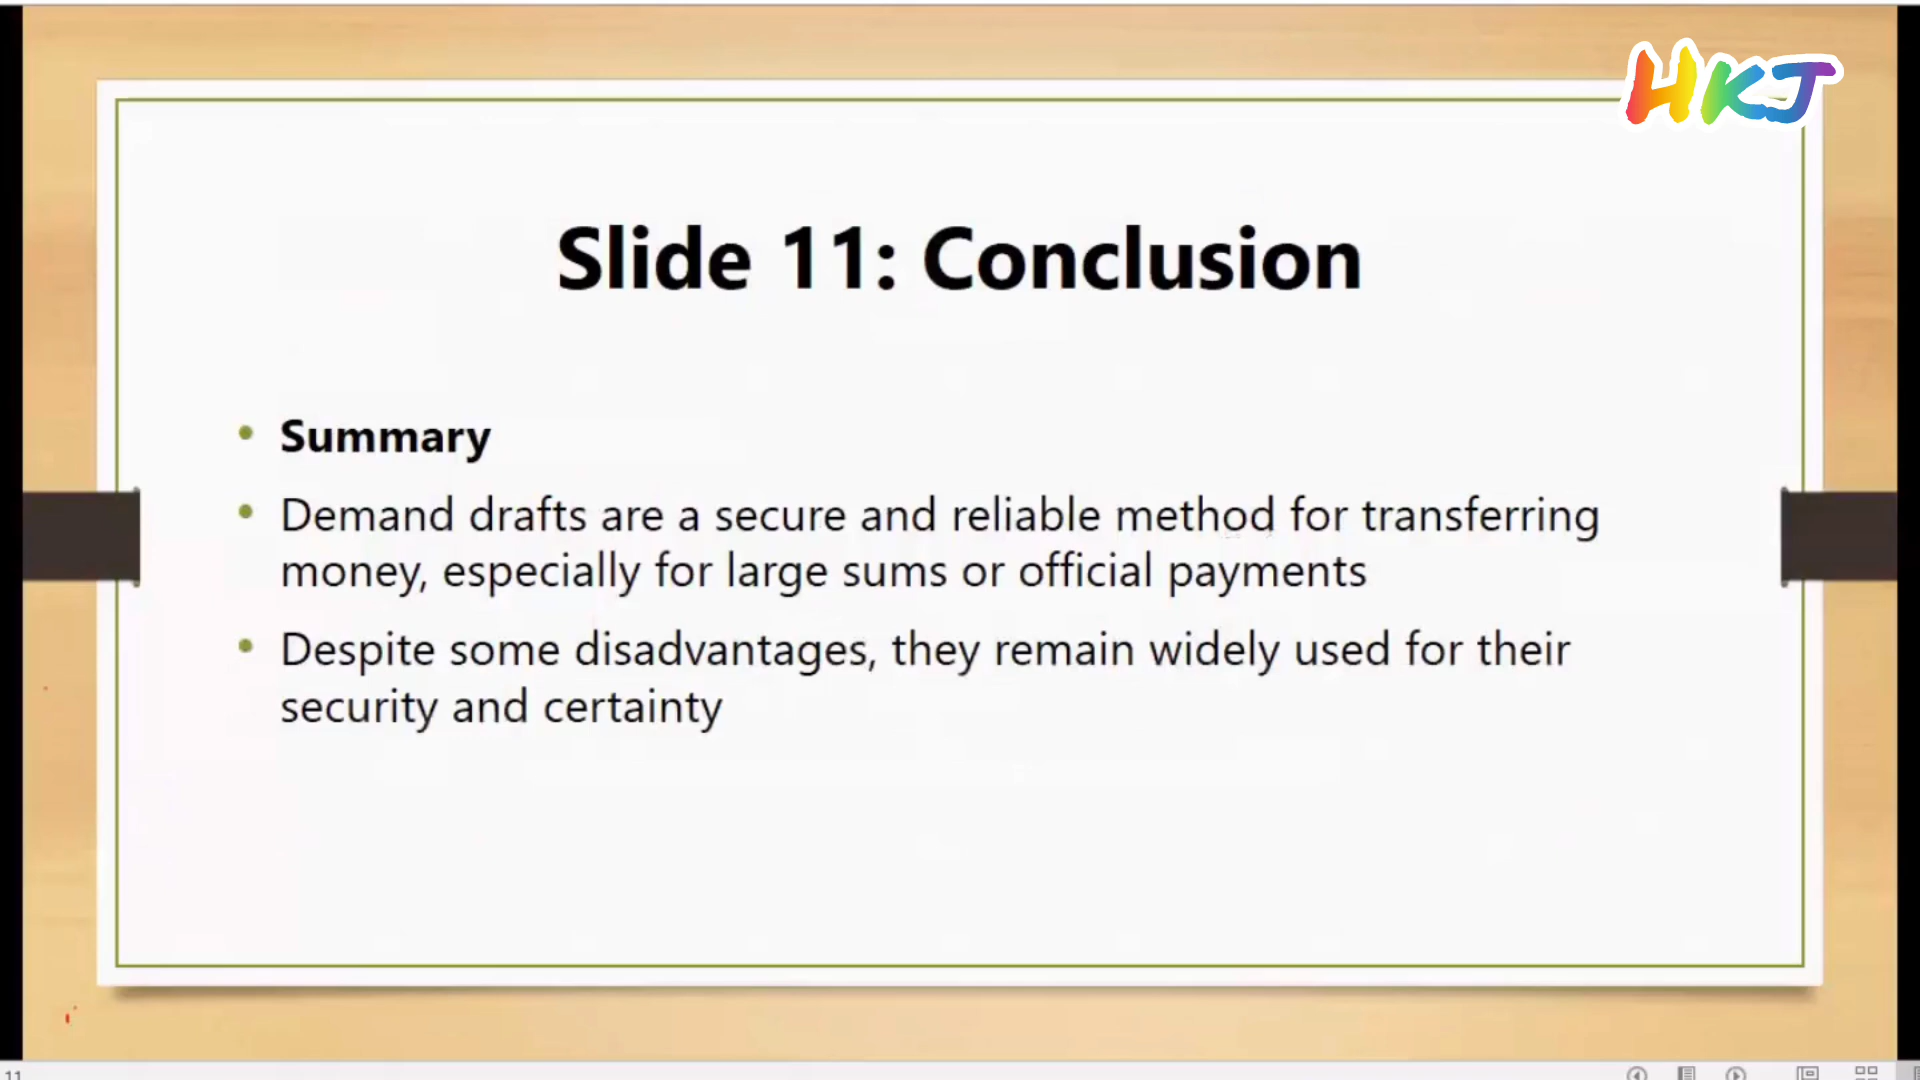 HKJ
Slide 11: Conclusion
Summary
Demand drafts are a secure and reliable method for transferring
money, especially for large sums or official payments
Despite some disadvantages, they remain widely used for their
security and certainty
11